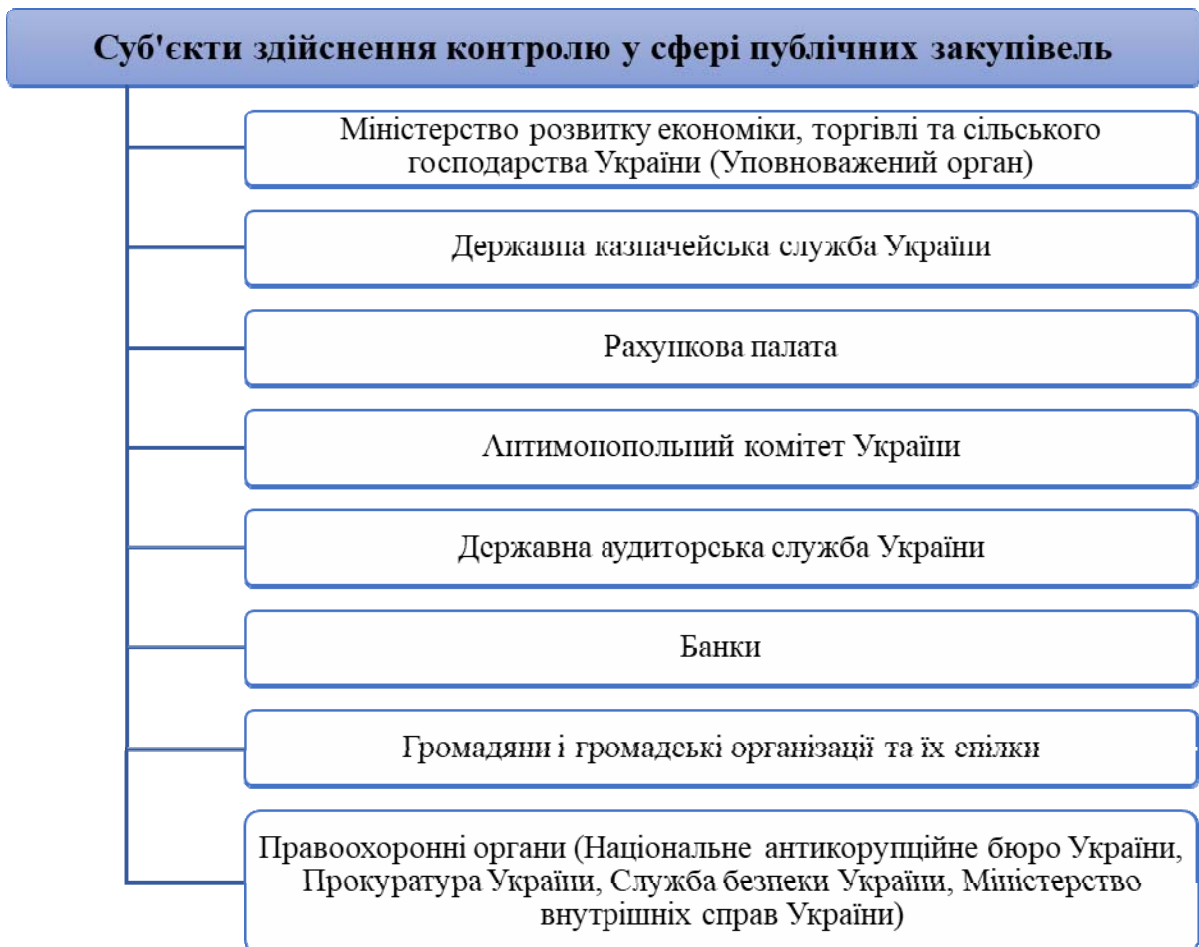 Суб'єкти здійснення контролю у сфері публічних закупівель
Міністерство розвитку економіки, торгівлі та сільського
господарства України (Уповноважений орган)
Державна казначейська служба України
Рахункова палата
Антимонопольний комітет України
Державна аудиторська служба України
Банки
Громадяни і громадські організації та їх спілки
Правоохоронні органи (Національне антикорупційне бюро України,
Прокуратура України, Служба безпеки України, Міністерство
внутрішніх справ України)